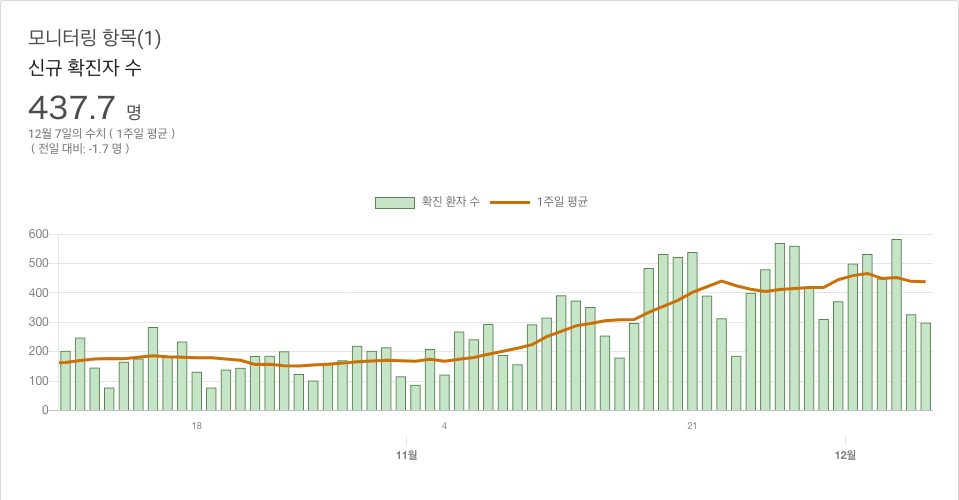 모니터링 항목(1)
신규 확진자 수
437.7 명
12월 7일의 수치 ( 1주일 평균 )
( 전일 대비: -1.7 명 )
확진 환자 수 1주일 평균
600
500
400
300
200
100
0
18 4 21
11월 12월